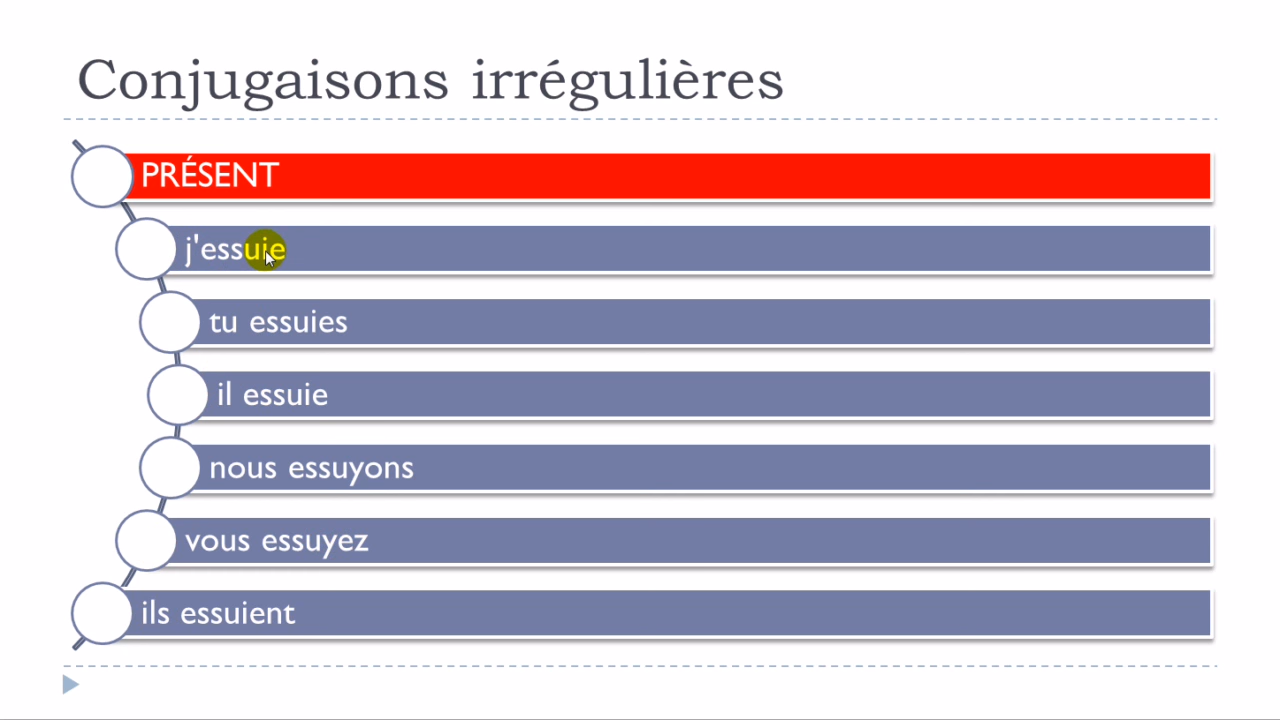 Conjugaisons irrégulières
PRÉSENT
j'essuie
tu essuies
il essuie
nous essuyons
vous essuyez
ils essuient